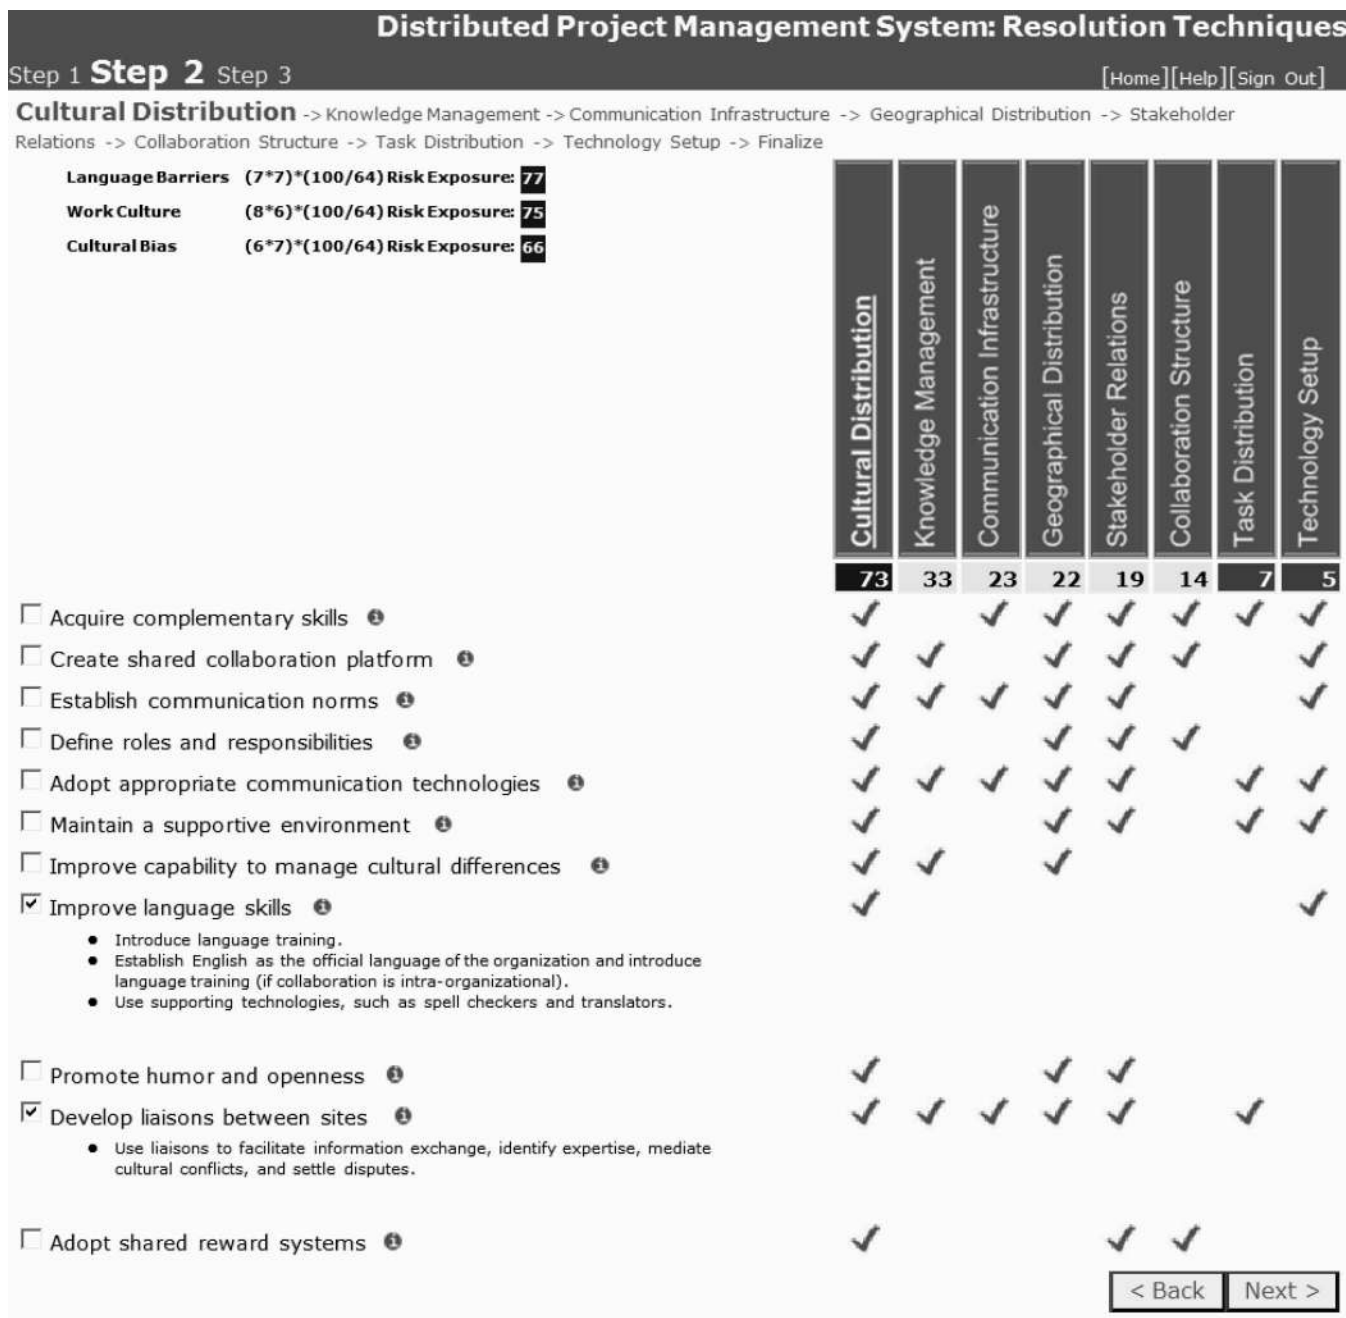 Distributed Project Management System: Resolution Techniques
Step 1 Step 2 Step 3
[Home][Help][Sign Out]
Cultural Distribution -> Knowledge Management -> Communication Infrastructure -> Geographical Distribution -> Stakeholder
Relations -> Collaboration Structure -> Task Distribution -> Technology Setup -> Finalize
Language Barriers (7*7)*(100/64) Risk Exposure: 77
Work Culture (8*6)*(100/64) Risk Exposure: 75
Cultural Bias (6*7)*(100/64) Risk Exposure: 66
Cultural Distribution
Knowledge Management
Communication Infrastructure
Geographical Distribution
Stakeholder Relations
Collaboration Structure
Task Distribution
Technology Setup
73 33 23 22 19 14 7 5
Acquire complementary skills
Create shared collaboration platform
Establish communication norms
Define roles and responsibilities
Adopt appropriate communication technologies
Maintain a supportive environment
Improve capability to manage cultural differences
Improve language skills
• Introduce language training.
• Establish English as the official language of the organization and introduce
language training (if collaboration is intra-organizational).
• Use supporting technologies, such as spell checkers and translators.
Promote humor and openness
Develop liaisons between sites
• Use liaisons to facilitate information exchange, identify expertise, mediate
cultural conflicts, and settle disputes.
Adopt shared reward systems
< Back Next >